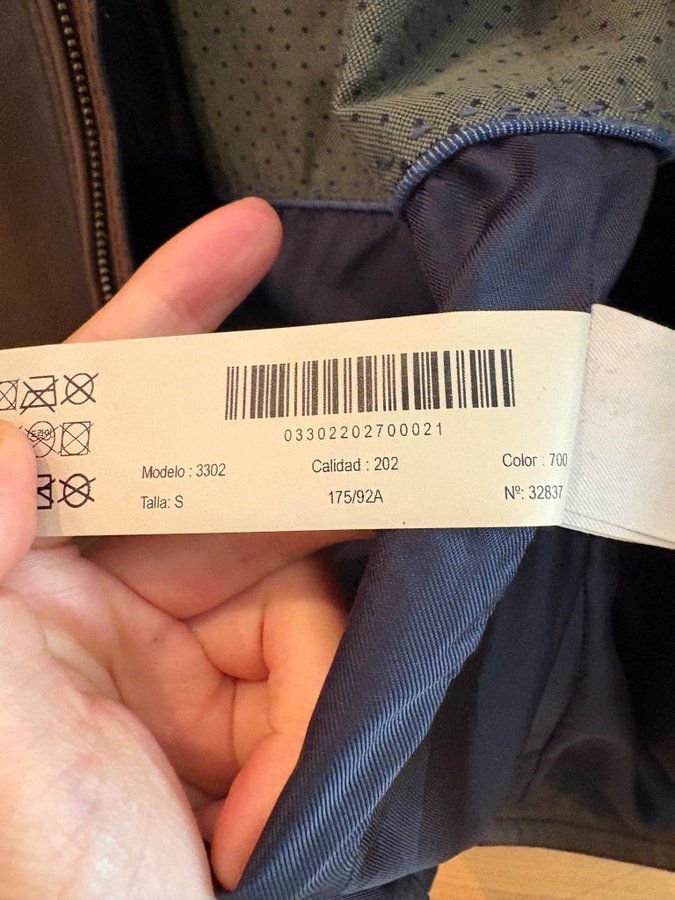 03302202700021
Modelo : 3302 Calidad : 202 Color : 700
Talla: S 175/92A Nº: 32837